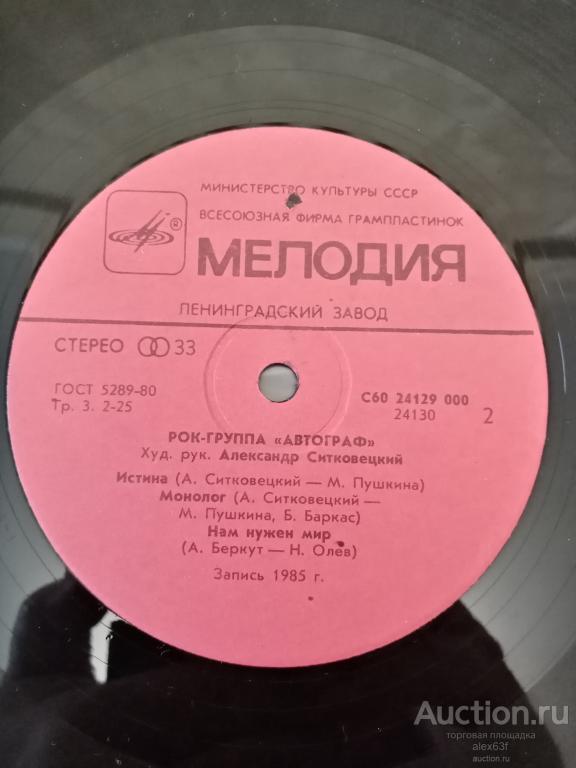 МИНИСТЕРСТВО КУЛЬТУРЫ СССР
ВСЕСОЮЗНАЯ ФИРМА ГРАМПЛАСТИНОК
®
МЕЛОДИЯ
ЛЕНИНГРАДСКИЙ ЗАВОД
СТЕРЕО 33
ГОСТ 5289-80
Гр. 3. 2-25
С60 24129 000
24130
2
РОК-ГРУППА «АВТОГРАФ»
Худ. рук. Александр Ситковецкий
Истина (А. Ситковецкий — М. Пушкина)
Монолог (А. Ситковецкий —
М. Пушкина, Б. Баркас)
Нам нужен мир
(А. Беркут — Н. Олев)
Запись 1985 г.
Auction.ru
торговая площадка
alex63f
auction.ru